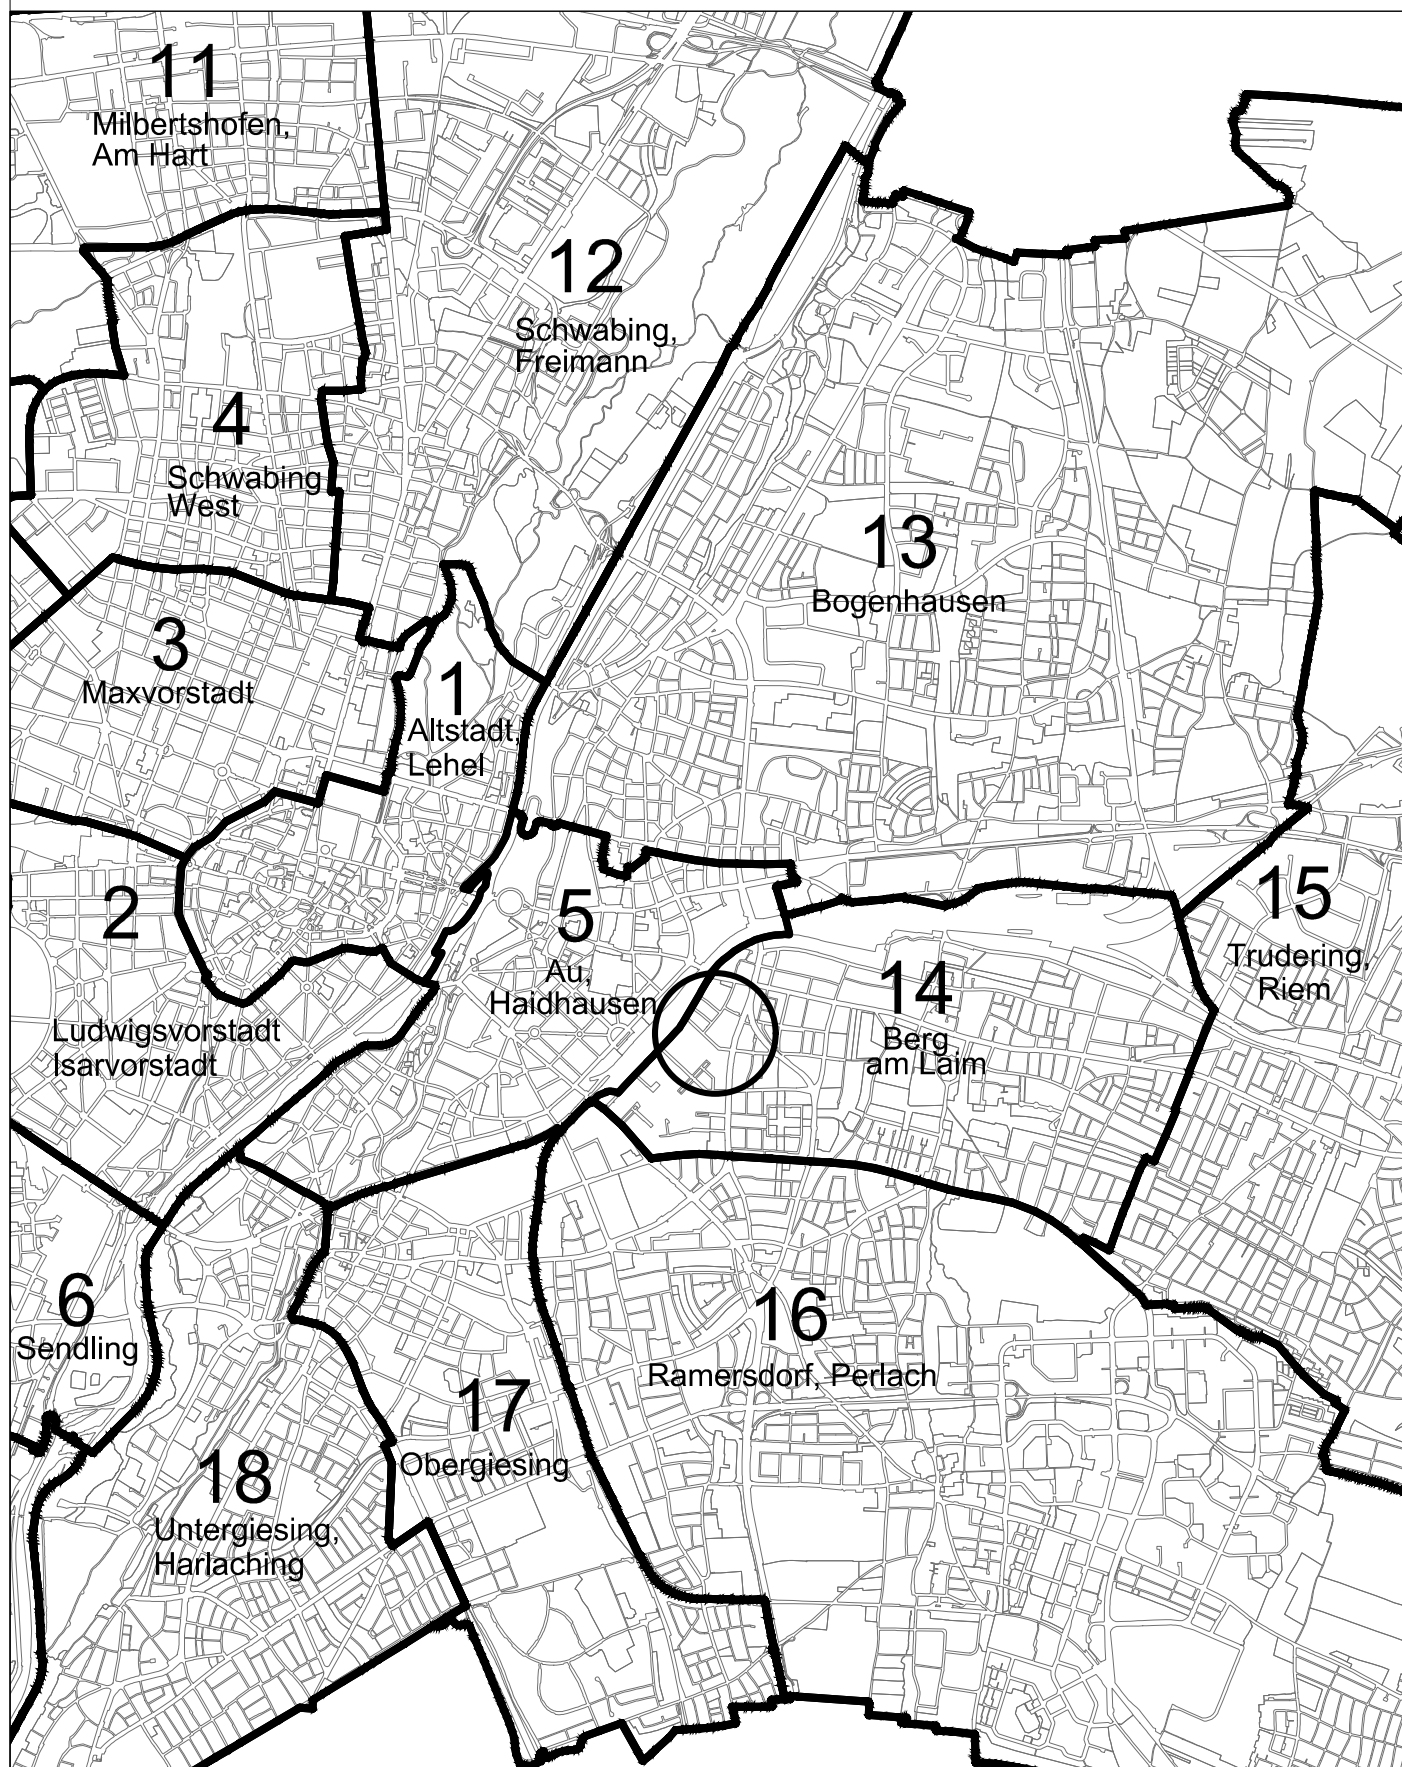 11
Milbertshofen,
Am Hart
12
Schwabing,
Freimann
4
Schwabing
West
13
Bogenhausen
3
Maxvorstadt
1
Altstadt,
Lehel
2
Ludwigsvorstadt
Isarvorstadt
5
Au,
Haidhausen
14
Berg
am Laim
15
Trudering,
Riem
6
Sendling
16
Ramersdorf, Perlach
17
Obergiesing
18
Untergiesing,
Harlaching